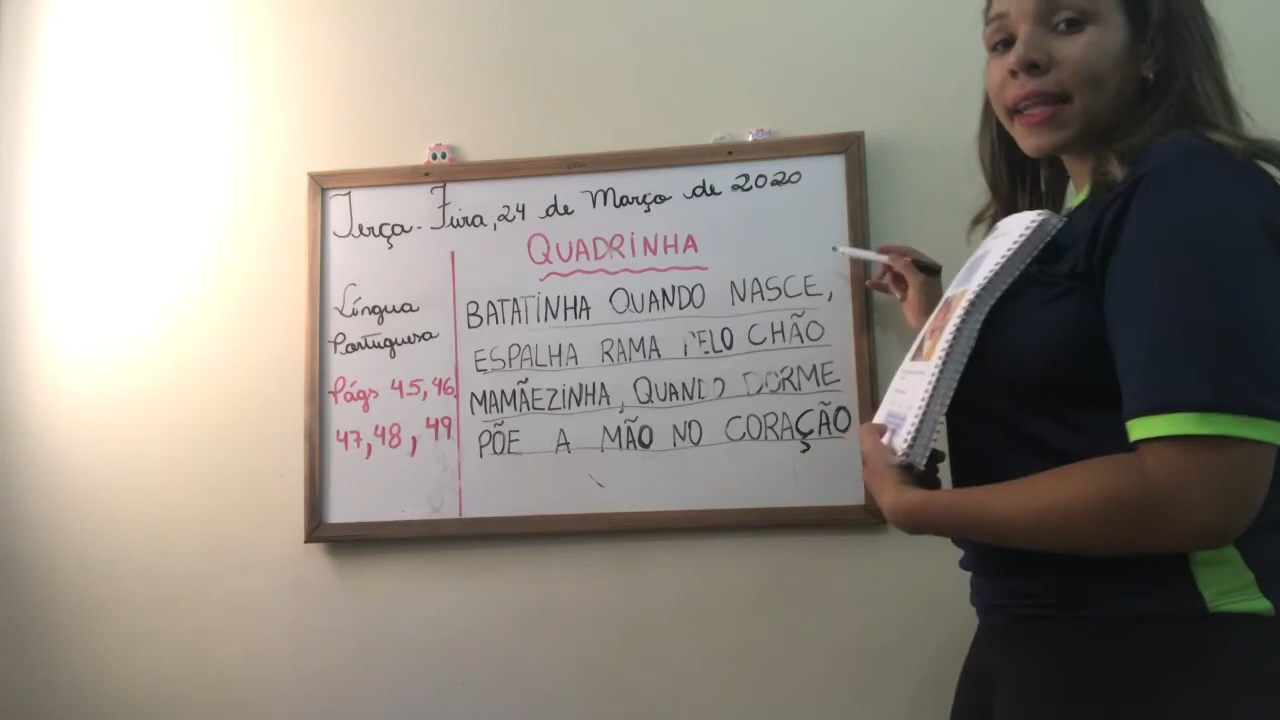 Terça-Feira, 24 de Março de 2020
QUADRINHA
Língua
Portuguesa
Págs 45, 46,
47, 48, 49
BATATINHA QUANDO NASCE,
ESPALHA RAMA PELO CHÃO
MAMÃEZINHA, QUANDO DORME
PÕE A MÃO NO CORAÇÃO